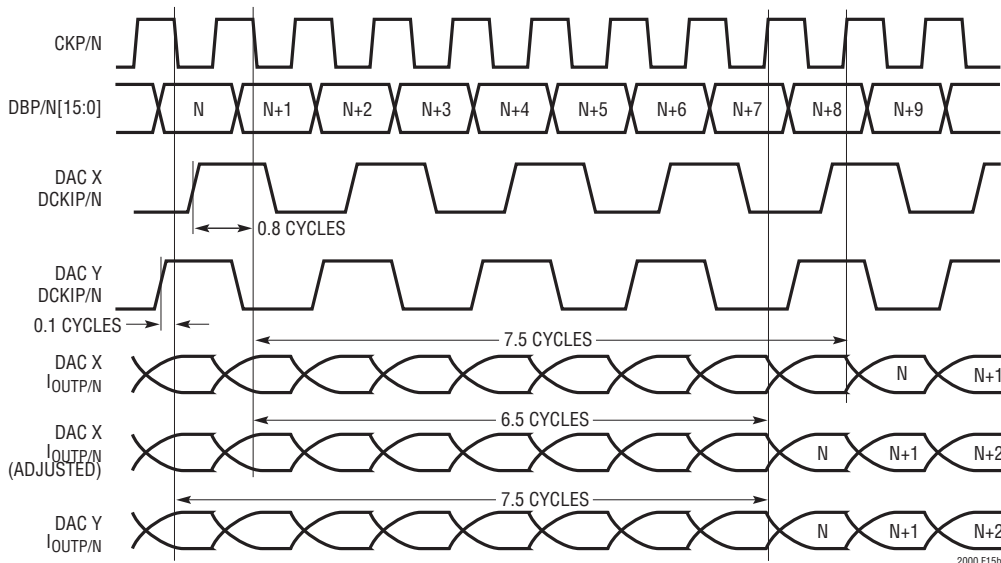 CKP/N
DBP/N[15:0] N N+1 N+2 N+3 N+4 N+5 N+6 N+7 N+8 N+9
DAC X
DCKIP/N
0.8 CYCLES
DAC Y
DCKIP/N
0.1 CYCLES
7.5 CYCLES
DAC X
IOUTP/N N N+1
6.5 CYCLES
DAC X
IOUTP/N
(ADJUSTED) N N+1 N+2
7.5 CYCLES
DAC Y
IOUTP/N N N+1 N+2
2000 F15b